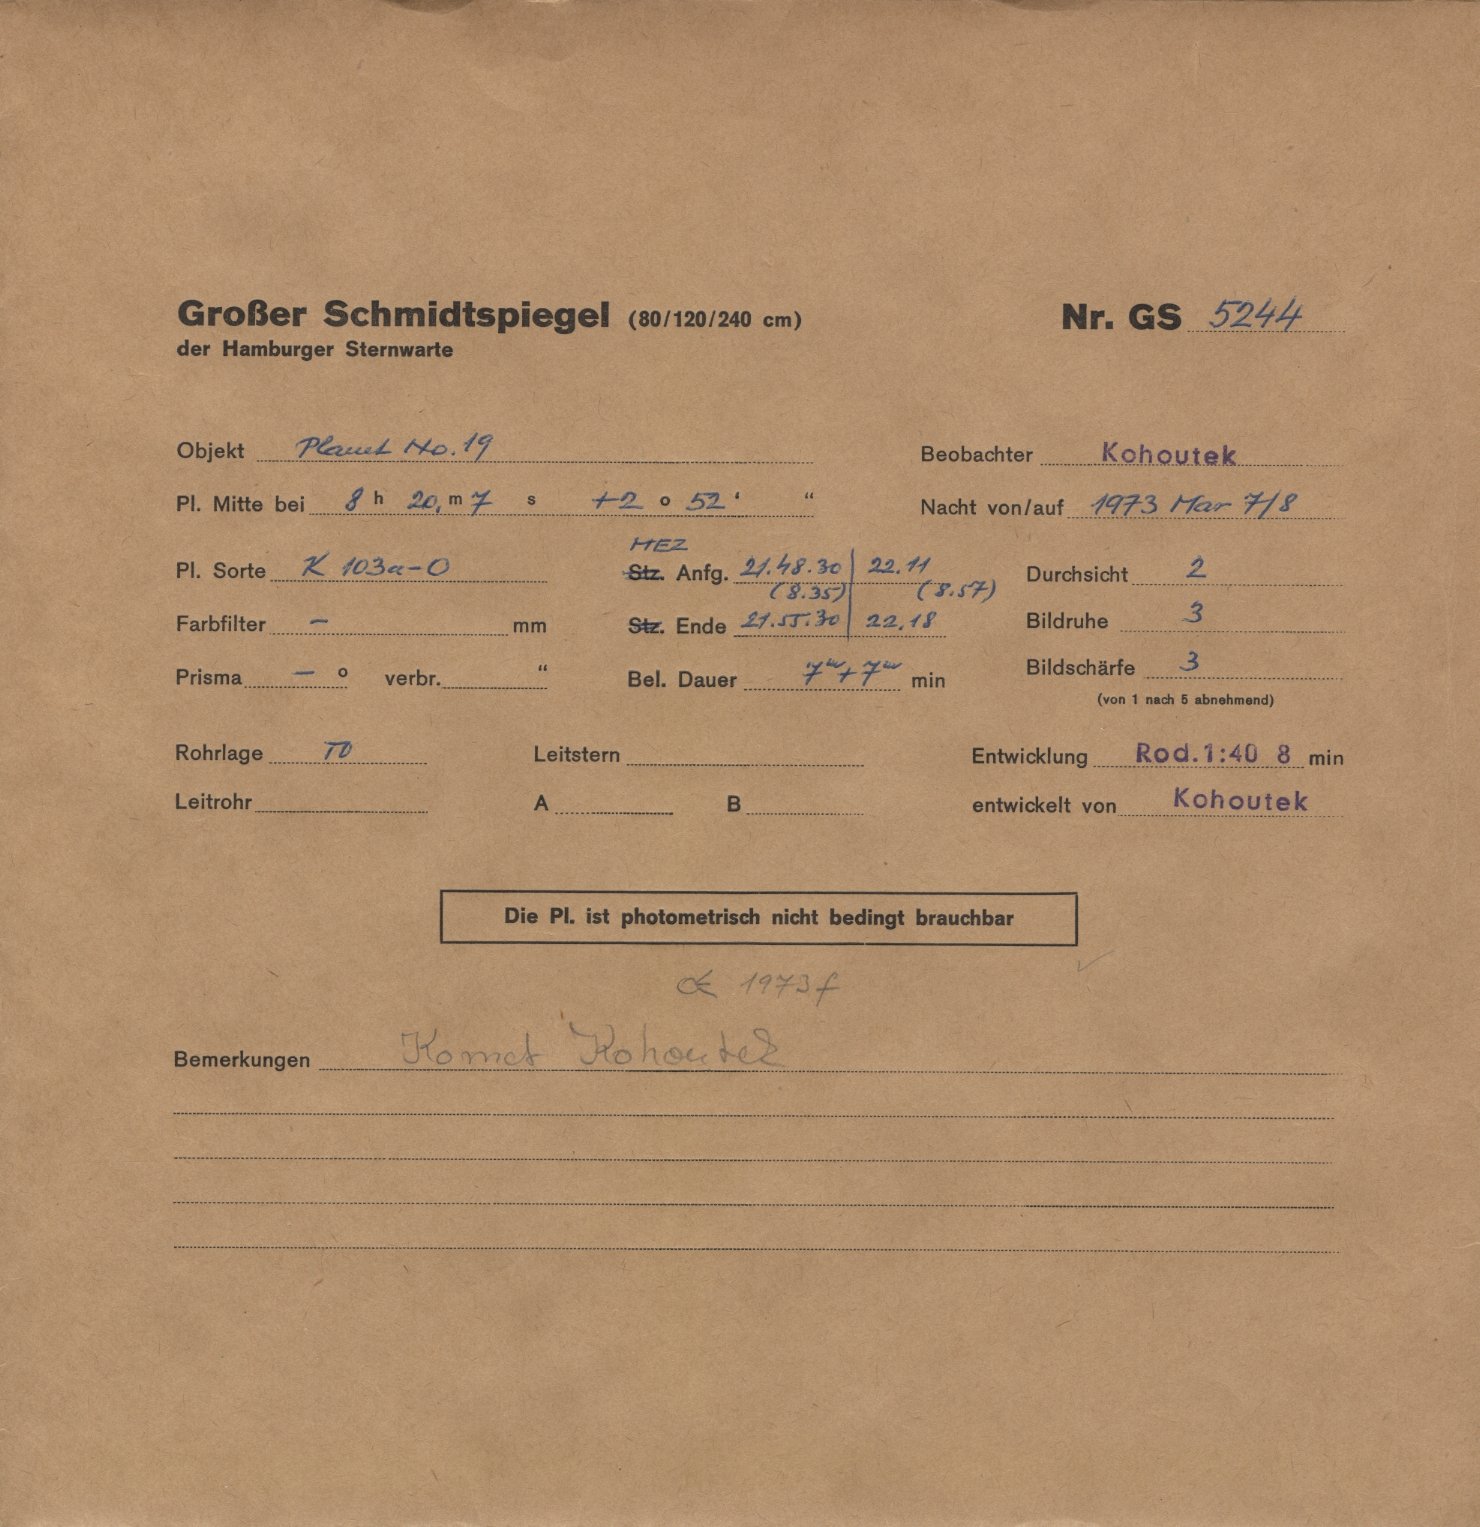 Großer Schmidtspiegel (80/120/240 cm) Nr. GS 5244
der Hamburger Sternwarte
Objekt Planet No. 19 Beobachter Kohoutek
Pl. Mitte bei 8 h 20, m 7 s +2 o 52 ' “ Nacht von/auf 1973 Mar 7/8
MEZ
Pl. Sorte K 103a-O Stz. Anfg. 21.48.30 | 22.11 Durchsicht 2
(8.35) (8.57)
Farbfilter – mm Stz. Ende 21.55.30 | 22.18 Bildruhe 3
Prisma – o verbr. “ Bel. Dauer 7m + 7m min Bildschärfe 3
(von 1 nach 5 abnehmend)
Rohrlage TO Leitstern Entwicklung Rod.1:40 8 min
Leitrohr A B entwickelt von Kohoutek
Die Pl. ist photometrisch nicht bedingt brauchbar
1973 f
Bemerkungen Komet Kohoutek